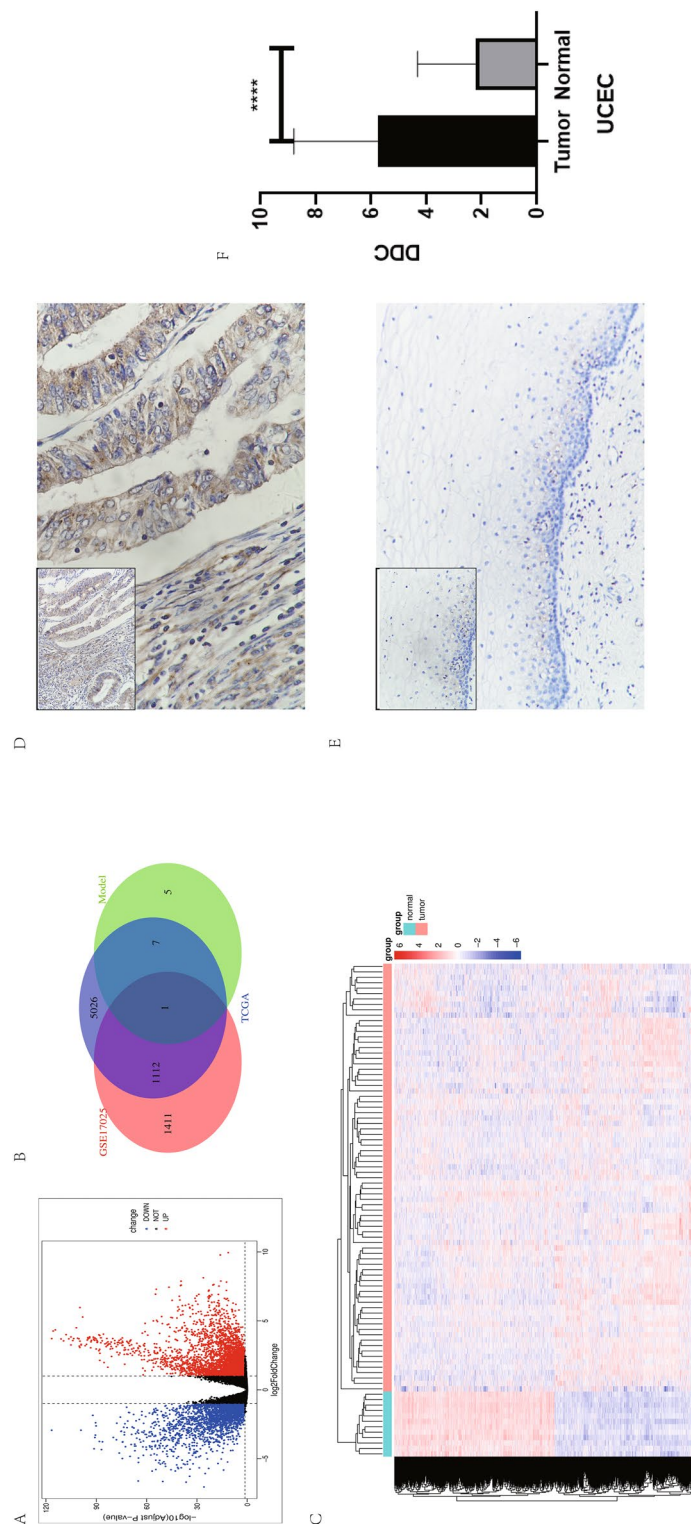 A
−log10(Adjust P-value)
120
90
60
30
0
−5
0
5
10
log2FoldChange
change
DOWN
NOT
UP
B
GSE17025
Model
TCGA
5026
1411
1112
1
7
5
C
group
group
normal
tumor
6
4
2
0
−2
−4
−6
D
E
F
DDC
10
8
6
4
2
0
****
Tumor Normal
UCEC